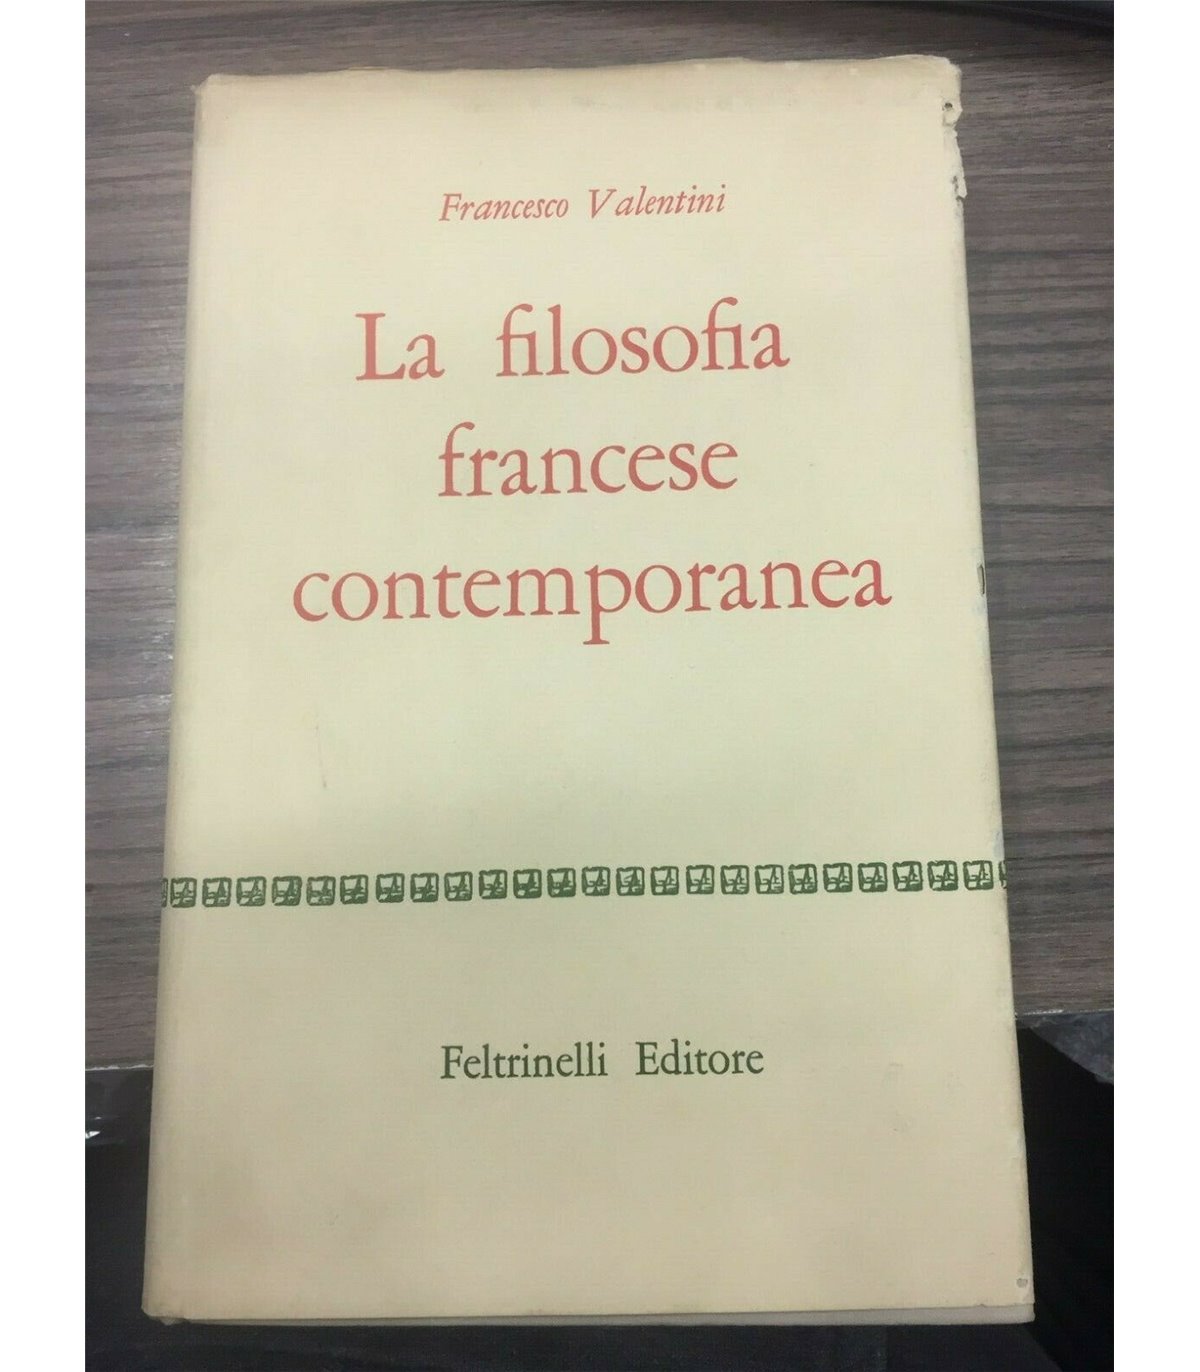 Francesco Valentini
La filosofia
francese
contemporanea
Feltrinelli Editore